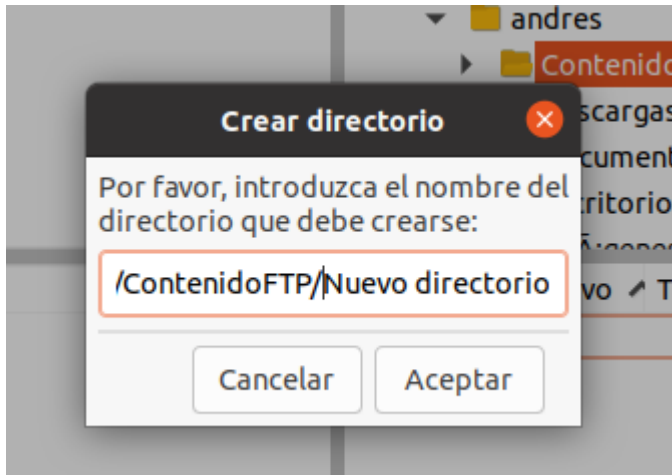 andres
Contenido
Crear directorio
scargas
cument
Por favor, introduzca el nombre del
directorio que debe crearse:
ritorio
/ContenidoFTP/Nuevo directorio
vo
T
Cancelar
Aceptar